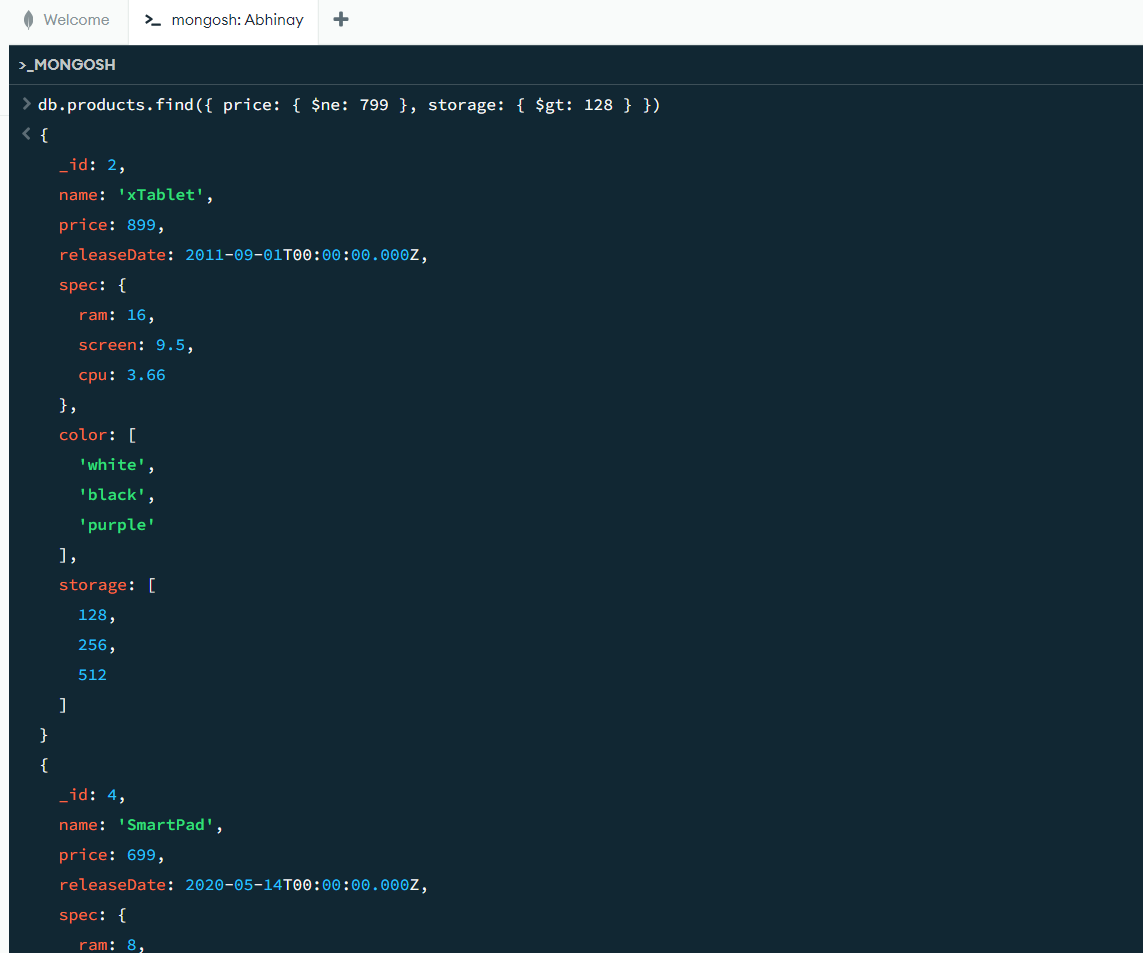 Welcome
>_ mongosh: Abhinay +
>_MONGOSH
> db.products.find({ price: { $ne: 799 }, storage: { $gt: 128 } })
< {
_id: 2,
name: 'xTablet',
price: 899,
releaseDate: 2011-09-01T00:00:00.000Z,
spec: {
ram: 16,
screen: 9.5,
cpu: 3.66
},
color: [
'white',
'black',
'purple'
],
storage: [
128,
256,
512
]
}
{
_id: 4,
name: 'SmartPad',
price: 699,
releaseDate: 2020-05-14T00:00:00.000Z,
spec: {
ram: 8,